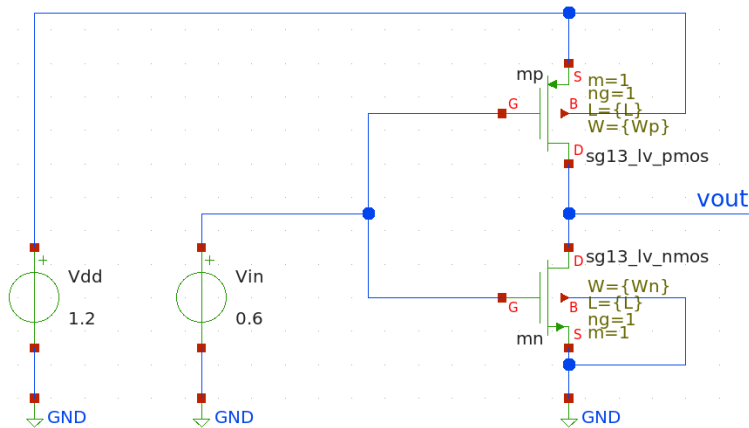 mp
S
m=1
ng=1
G
B
L={L}
W={Wp}
D
sg13_lv_pmos
vout
sg13_lv_nmos
D
+
Vdd
+
Vin
W={Wn}
G
B
L={L}
1.2
0.6
ng=1
mn
S
m=1
GND
GND
GND